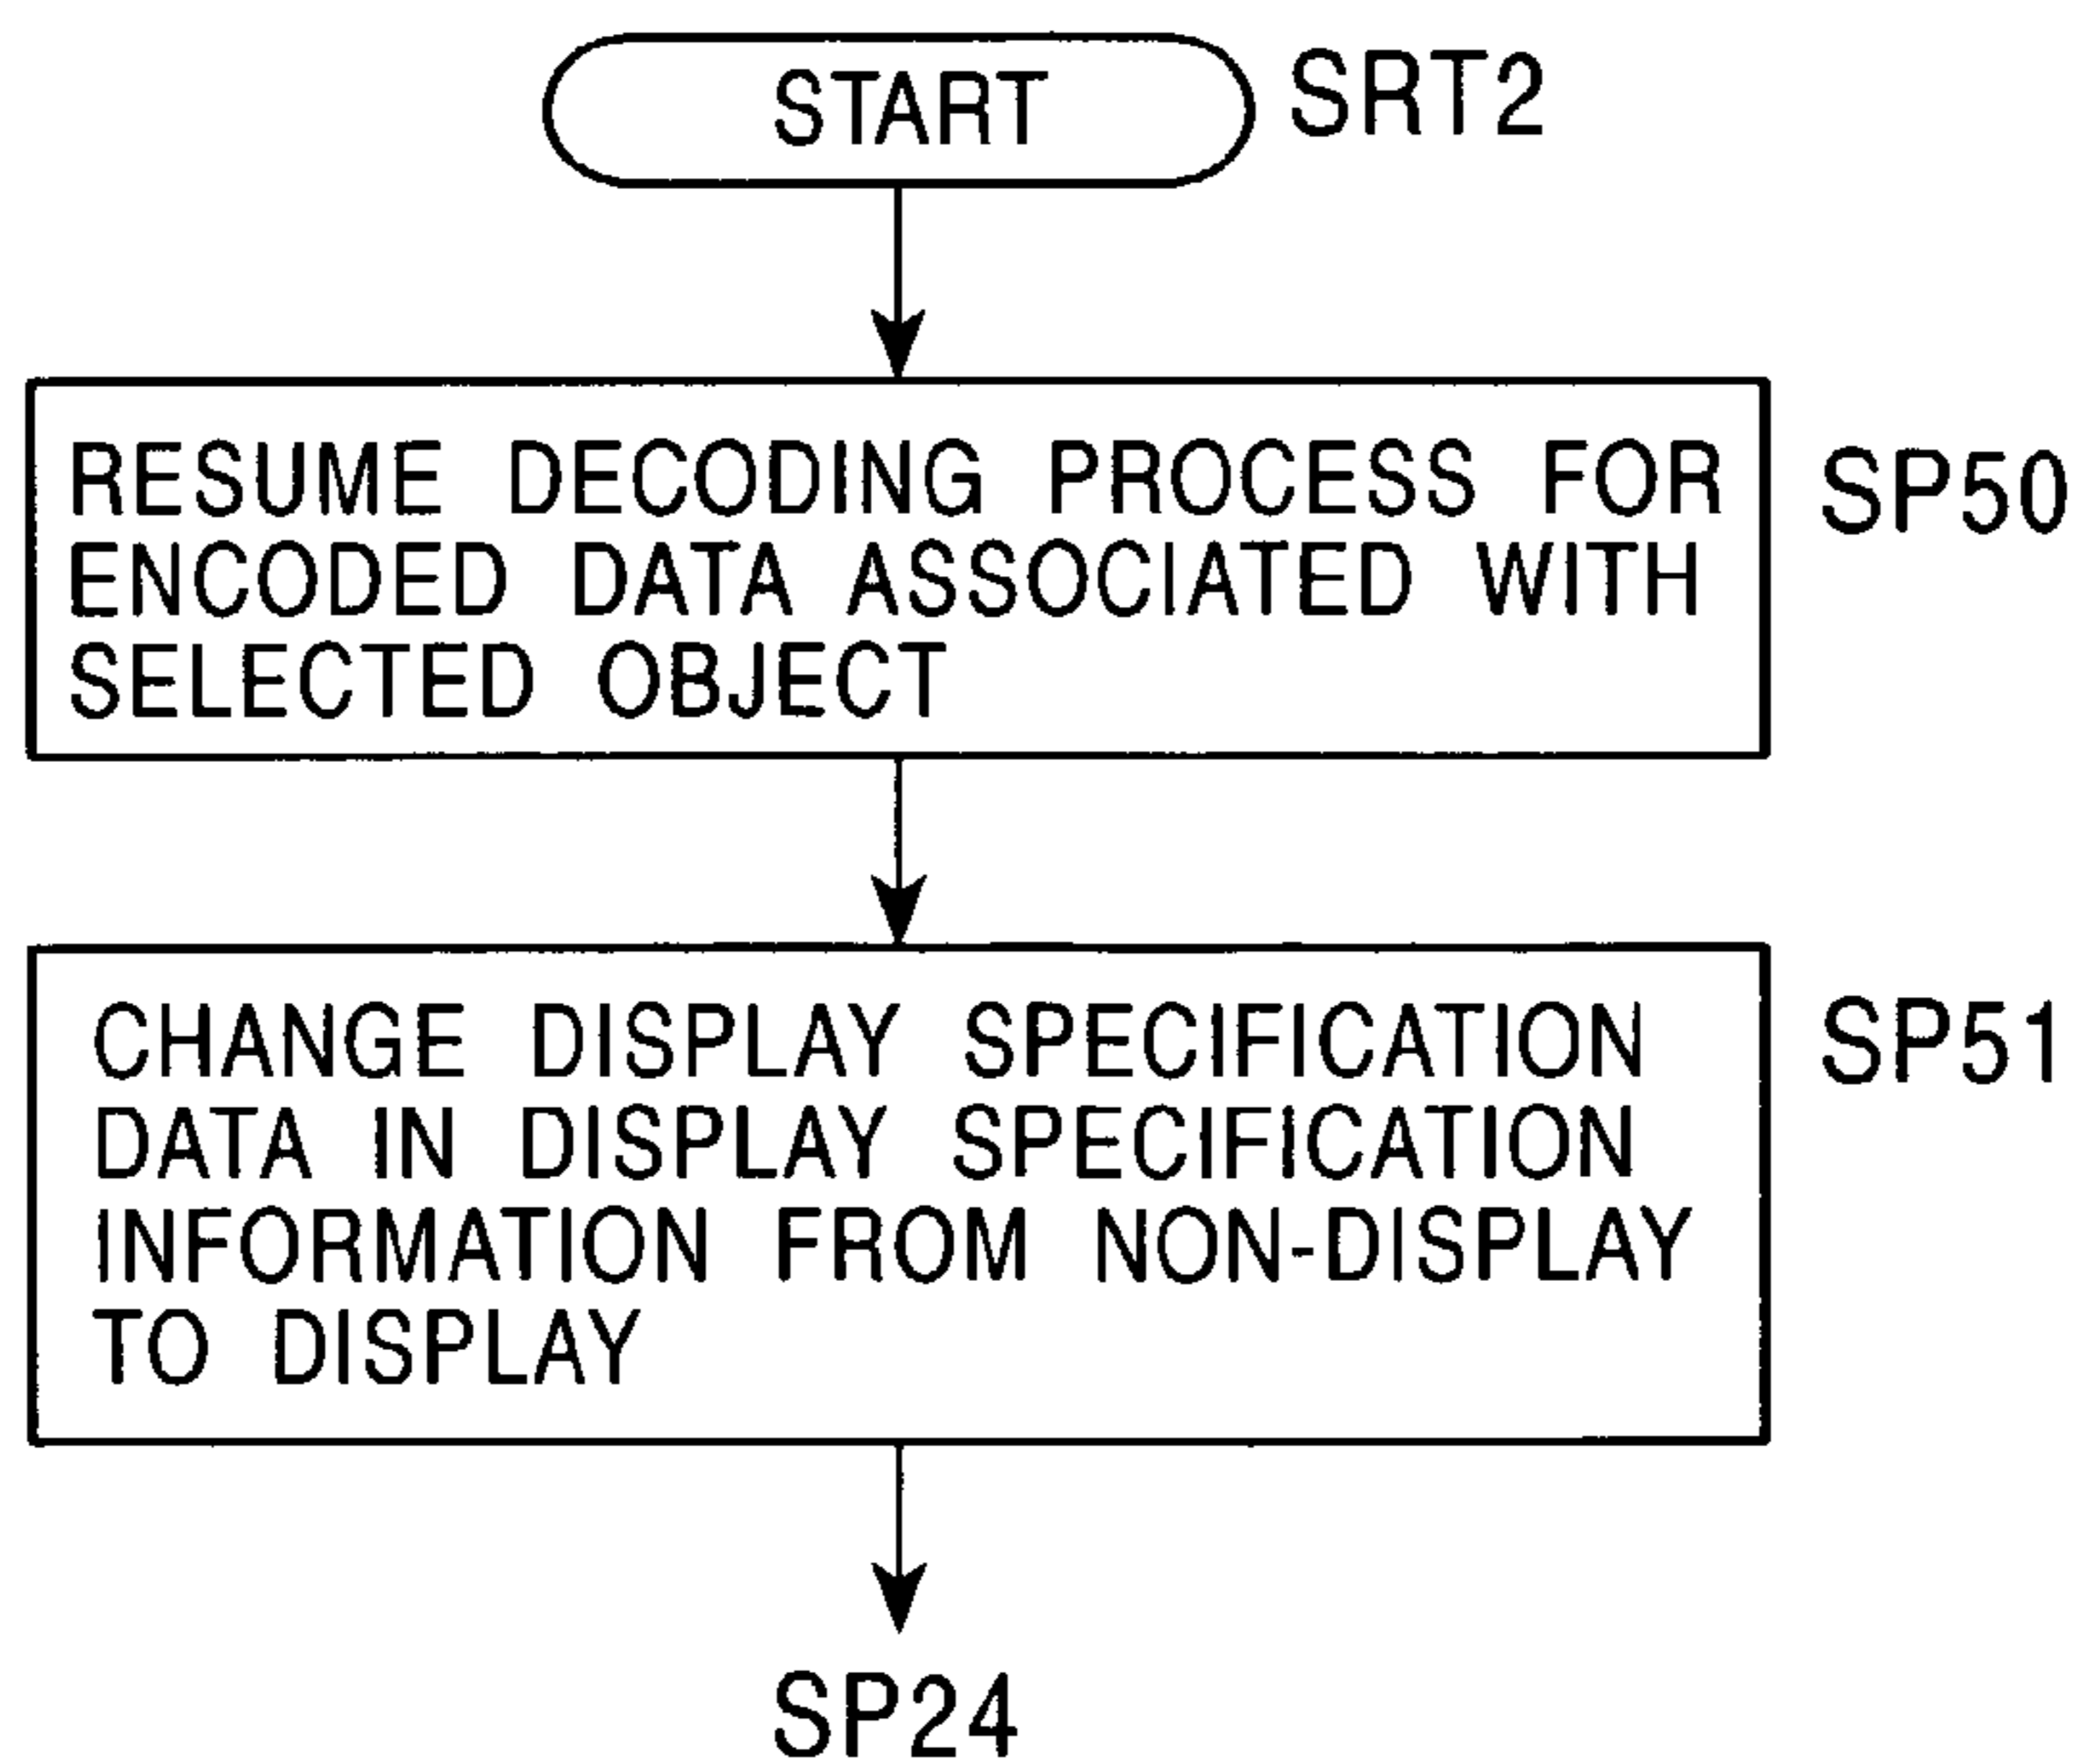 START SRT2
RESUME DECODING PROCESS FOR SP50
ENCODED DATA ASSOCIATED WITH
SELECTED OBJECT
CHANGE DISPLAY SPECIFICATION SP51
DATA IN DISPLAY SPECIFICATION
INFORMATION FROM NON-DISPLAY
TO DISPLAY
SP24